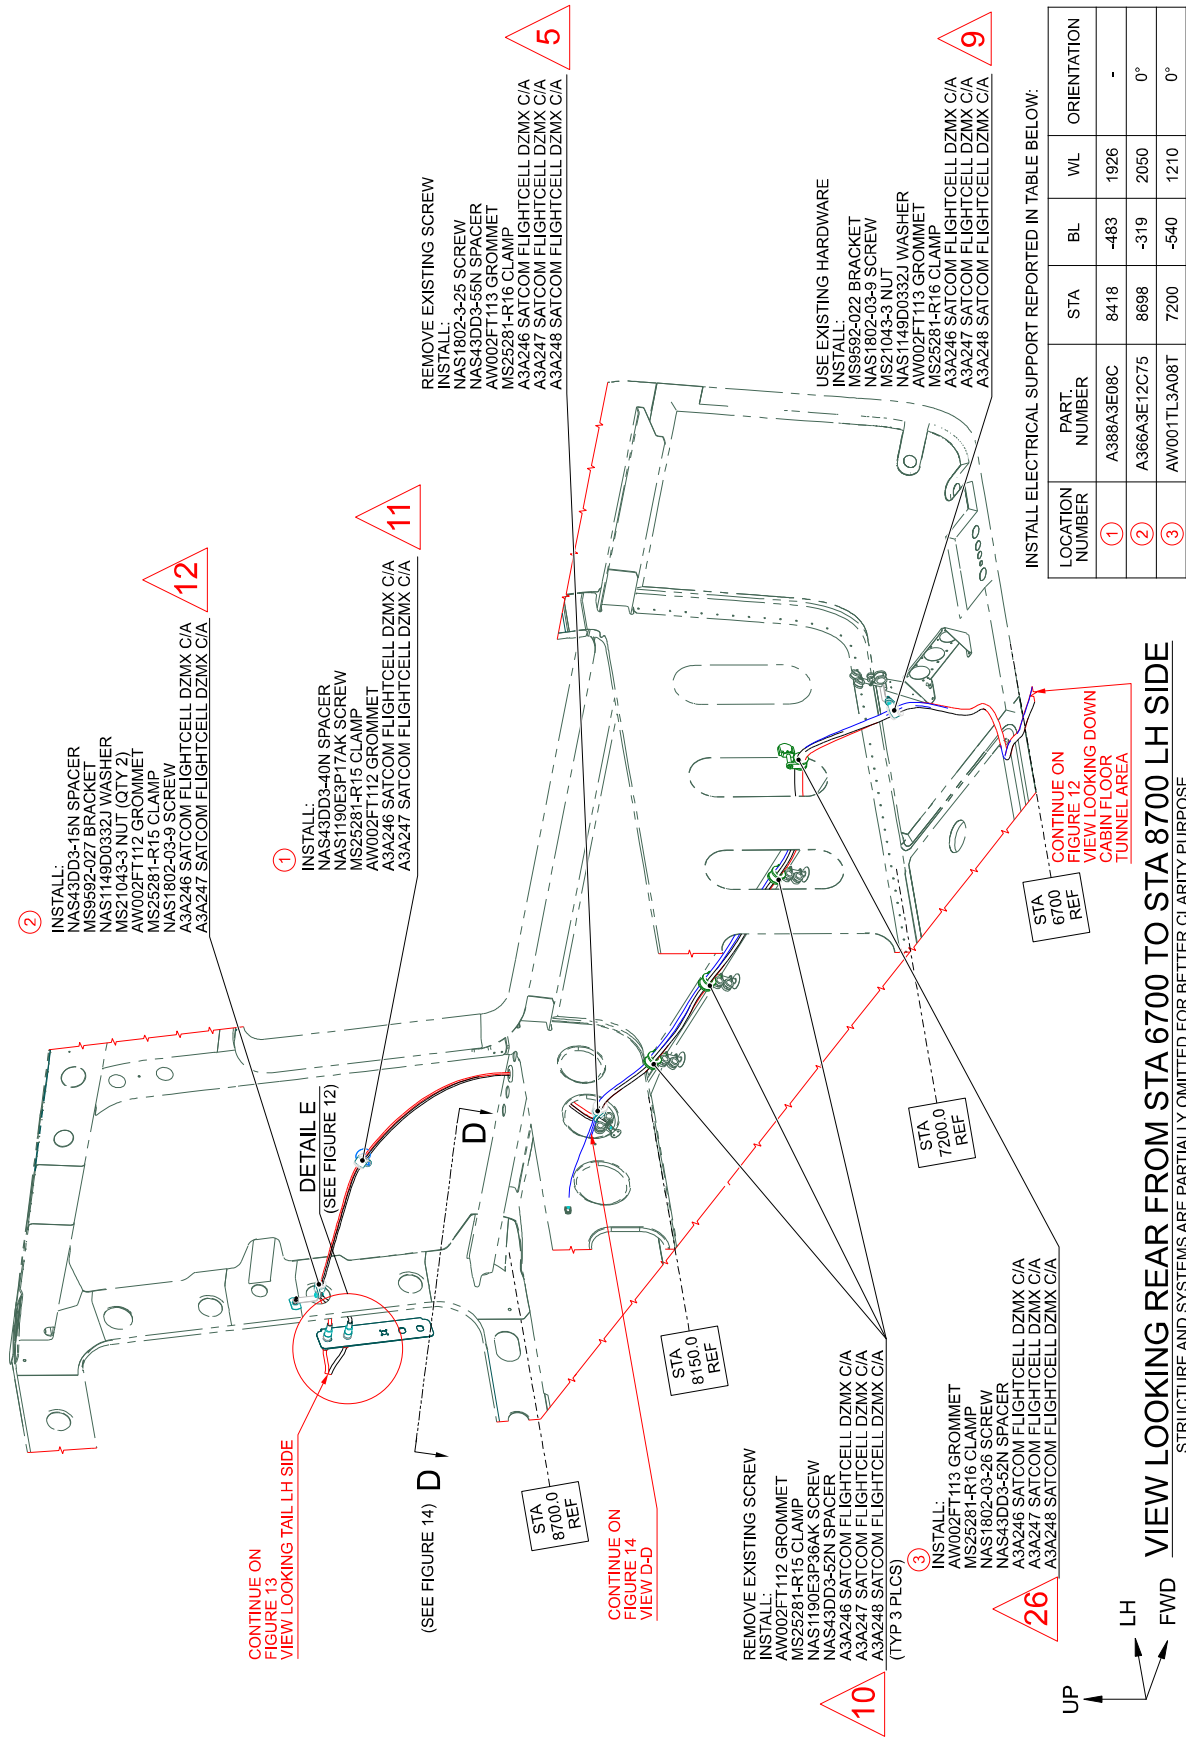 ②
INSTALL:
NAS43DD3-15N SPACER
MS9592-027 BRACKET
NAS1149D0332J WASHER
MS21043-3 NUT (QTY 2)
AW002FT112 GROMMET
MS25281-R15 CLAMP
NAS1802-03-9 SCREW
A3A246 SATCOM FLIGHTCELL DZMX C/A
A3A247 SATCOM FLIGHTCELL DZMX C/A
12
①
INSTALL:
NAS43DD3-40N SPACER
NAS1190E3P17AK SCREW
MS25281-R15 CLAMP
AW002FT112 GROMMET
A3A246 SATCOM FLIGHTCELL DZMX C/A
A3A247 SATCOM FLIGHTCELL DZMX C/A
11
REMOVE EXISTING SCREW
INSTALL:
NAS1802-3-25 SCREW
NAS43DD3-55N SPACER
AW002FT113 GROMMET
MS25281-R16 CLAMP
A3A246 SATCOM FLIGHTCELL DZMX C/A
A3A247 SATCOM FLIGHTCELL DZMX C/A
A3A248 SATCOM FLIGHTCELL DZMX C/A
5
USE EXISTING HARDWARE
INSTALL:
MS9592-022 BRACKET
NAS1802-03-9 SCREW
MS21043-3 NUT
NAS1149D0332J WASHER
AW002FT113 GROMMET
MS25281-R16 CLAMP
A3A246 SATCOM FLIGHTCELL DZMX C/A
A3A247 SATCOM FLIGHTCELL DZMX C/A
A3A248 SATCOM FLIGHTCELL DZMX C/A
9
DETAIL E
(SEE FIGURE 12)
D
CONTINUE ON
FIGURE 13
VIEW LOOKING TAIL LH SIDE
(SEE FIGURE 14) D
STA
8700.0
REF
CONTINUE ON
FIGURE 14
VIEW D-D
STA
8150.0
REF
STA
7200.0
REF
STA
6700
REF
CONTINUE ON
FIGURE 12
VIEW LOOKING DOWN
CABIN FLOOR
TUNNEL AREA
REMOVE EXISTING SCREW
INSTALL:
AW002FT112 GROMMET
MS25281-R15 CLAMP
NAS1190E3P36AK SCREW
NAS43DD3-52N SPACER
A3A246 SATCOM FLIGHTCELL DZMX C/A
A3A247 SATCOM FLIGHTCELL DZMX C/A
A3A248 SATCOM FLIGHTCELL DZMX C/A
(TYP 3 PLCS)
10
③
INSTALL:
AW002FT113 GROMMET
MS25281-R16 CLAMP
NAS1802-03-26 SCREW
NAS43DD3-52N SPACER
A3A246 SATCOM FLIGHTCELL DZMX C/A
A3A247 SATCOM FLIGHTCELL DZMX C/A
A3A248 SATCOM FLIGHTCELL DZMX C/A
26
INSTALL ELECTRICAL SUPPORT REPORTED IN TABLE BELOW:
LOCATION NUMBER PART. NUMBER STA BL WL ORIENTATION
① A388A3E08C 8418 -483 1926 -
② A366A3E12C75 8698 -319 2050 0°
③ AW001TL3A08T 7200 -540 1210 0°
UP
LH
FWD
VIEW LOOKING REAR FROM STA 6700 TO STA 8700 LH SIDE
STRUCTURE AND SYSTEMS ARE PARTIALLY OMITTED FOR BETTER CLARITY PURPOSE